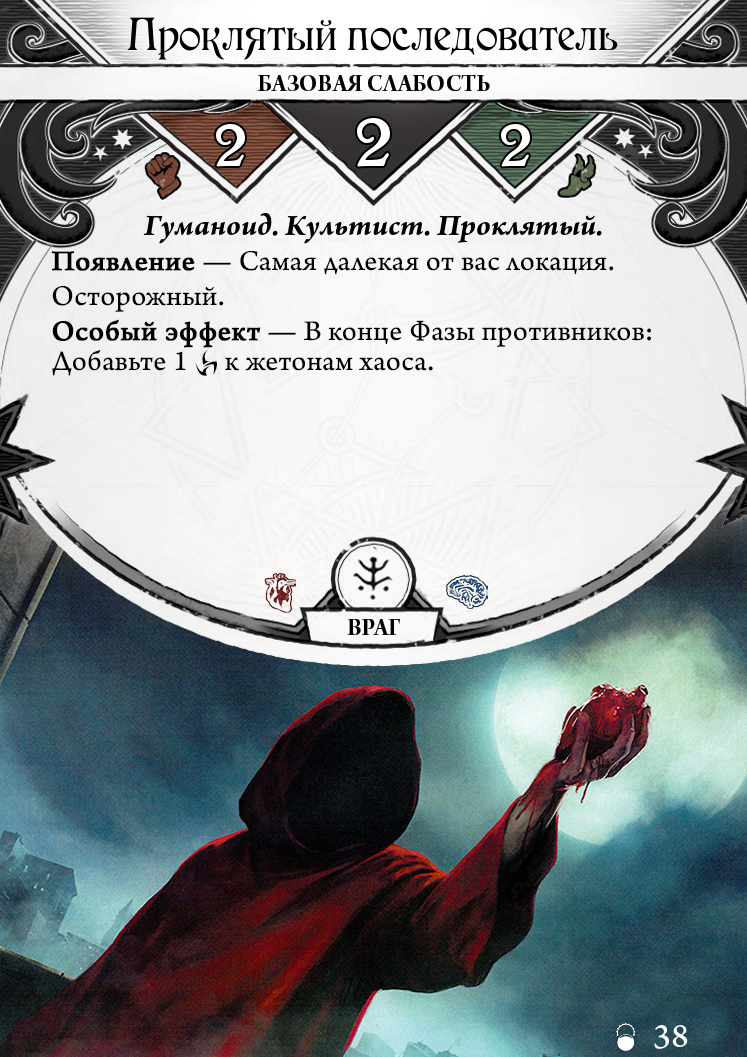 Проклятый последователь
БАЗОВАЯ СЛАБОСТЬ
2 2 2
Гуманоид. Культист. Проклятый.
Появление — Самая далекая от вас локация.
Осторожный.
Особый эффект — В конце Фазы противников:
Добавьте 1 к жетонам хаоса.
ВРАГ
38